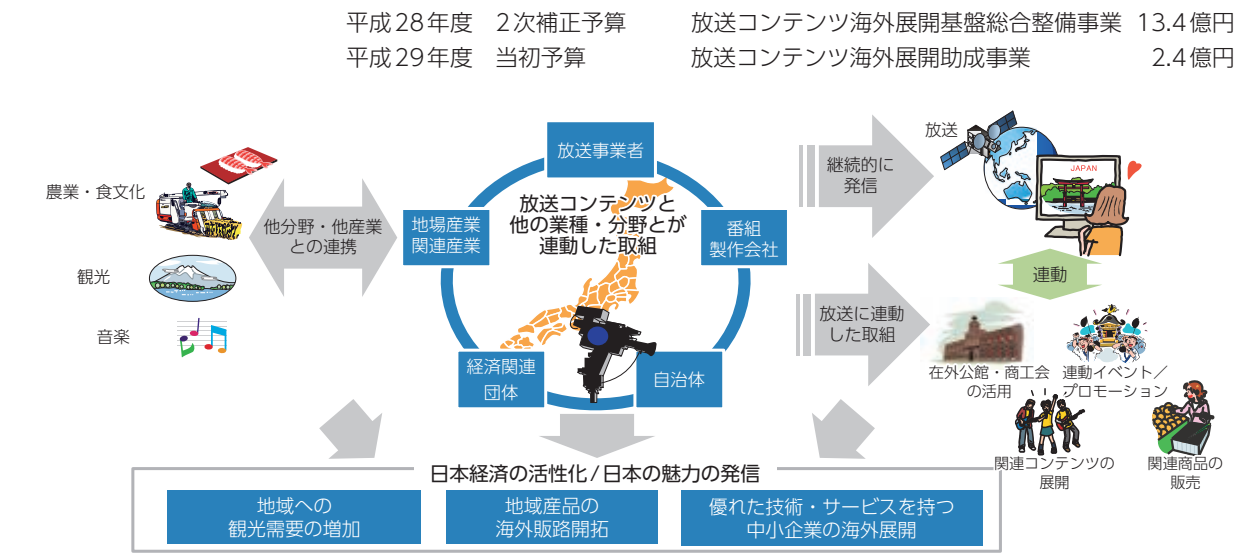 平成28年度 2次補正予算 放送コンテンツ海外展開基盤総合整備事業 13.4億円
平成29年度 当初予算 放送コンテンツ海外展開助成事業 2.4億円
農業・食文化
観光
音楽
他分野・他産業
との連携
放送事業者
地場産業
関連産業
放送コンテンツと
他の業種・分野とが
連動した取組
番組
製作会社
経済関連
団体
自治体
継続的に
発信
放送に連動
した取組
放送
JAPAN
連動
在外公館・商工会
の活用
連動イベント／
プロモーション
関連コンテンツの
展開
関連商品の
販売
日本経済の活性化/日本の魅力の発信
地域への
観光需要の増加
地域産品の
海外販路開拓
優れた技術・サービスを持つ
中小企業の海外展開